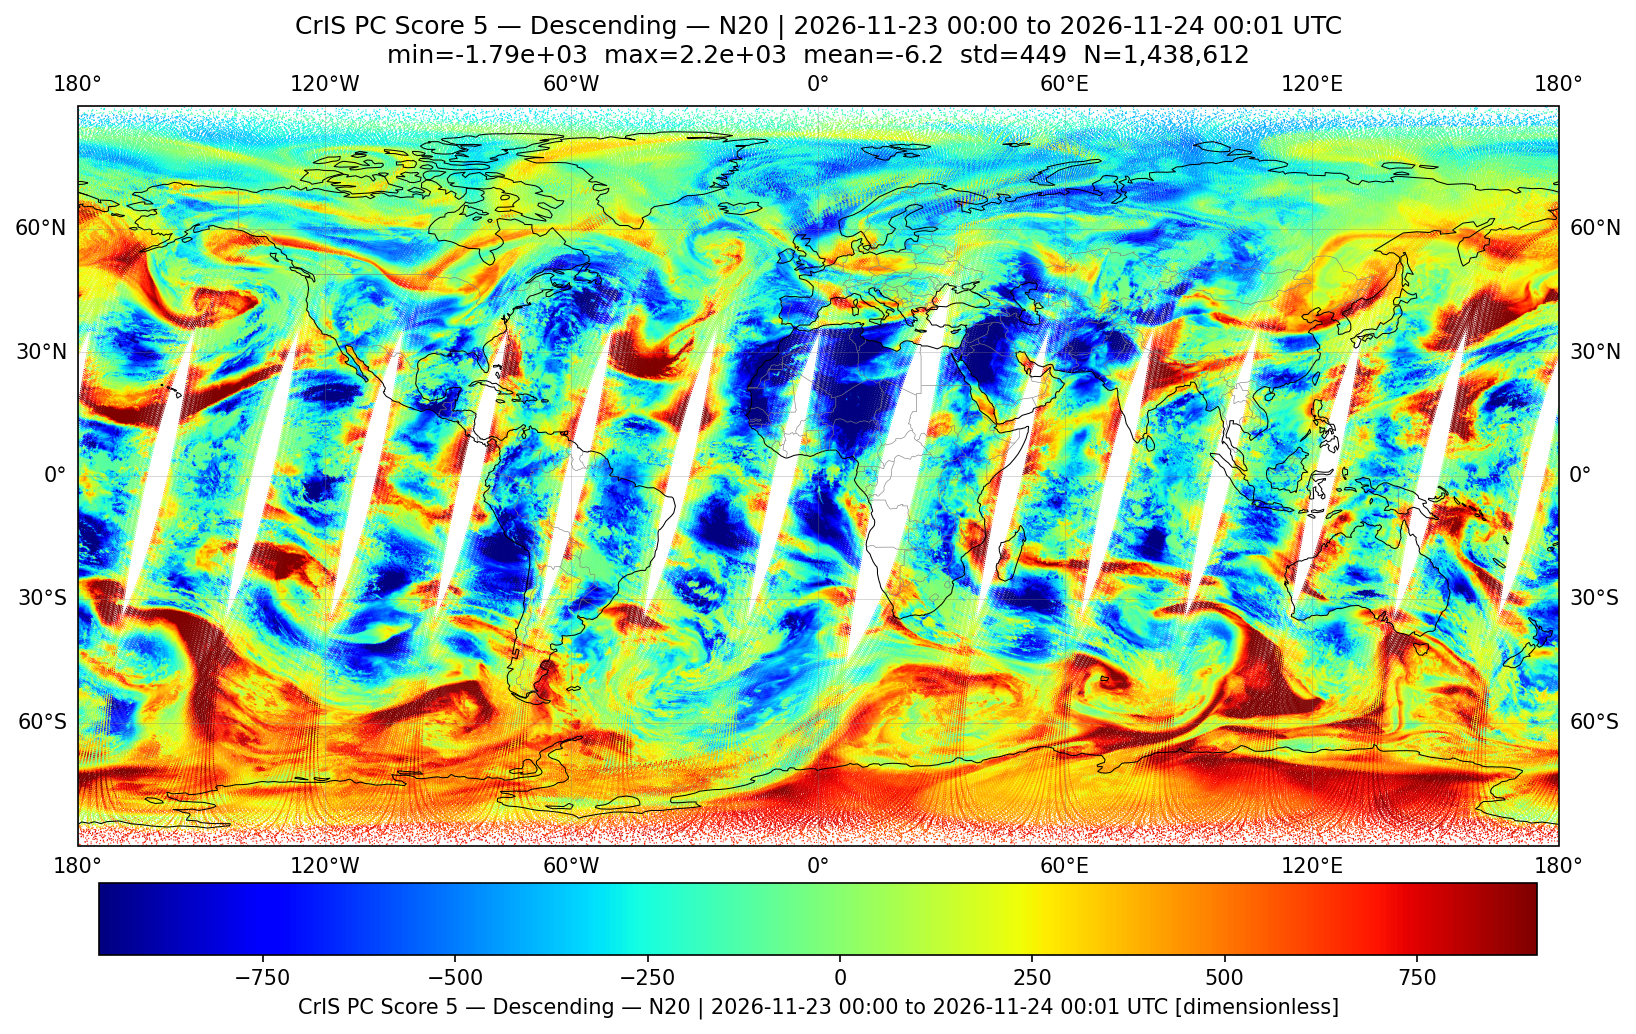 CrIS PC Score 5 — Descending — N20 | 2026-11-23 00:00 to 2026-11-24 00:01 UTC
min=-1.79e+03 max=2.2e+03 mean=-6.2 std=449 N=1,438,612
180° 120°W 60°W 0° 60°E 120°E 180°
60°N 60°N
30°N 30°N
0° 0°
30°S 30°S
60°S 60°S
180° 120°W 60°W 0° 60°E 120°E 180°
−750 −500 −250 0 250 500 750
CrIS PC Score 5 — Descending — N20 | 2026-11-23 00:00 to 2026-11-24 00:01 UTC [dimensionless]